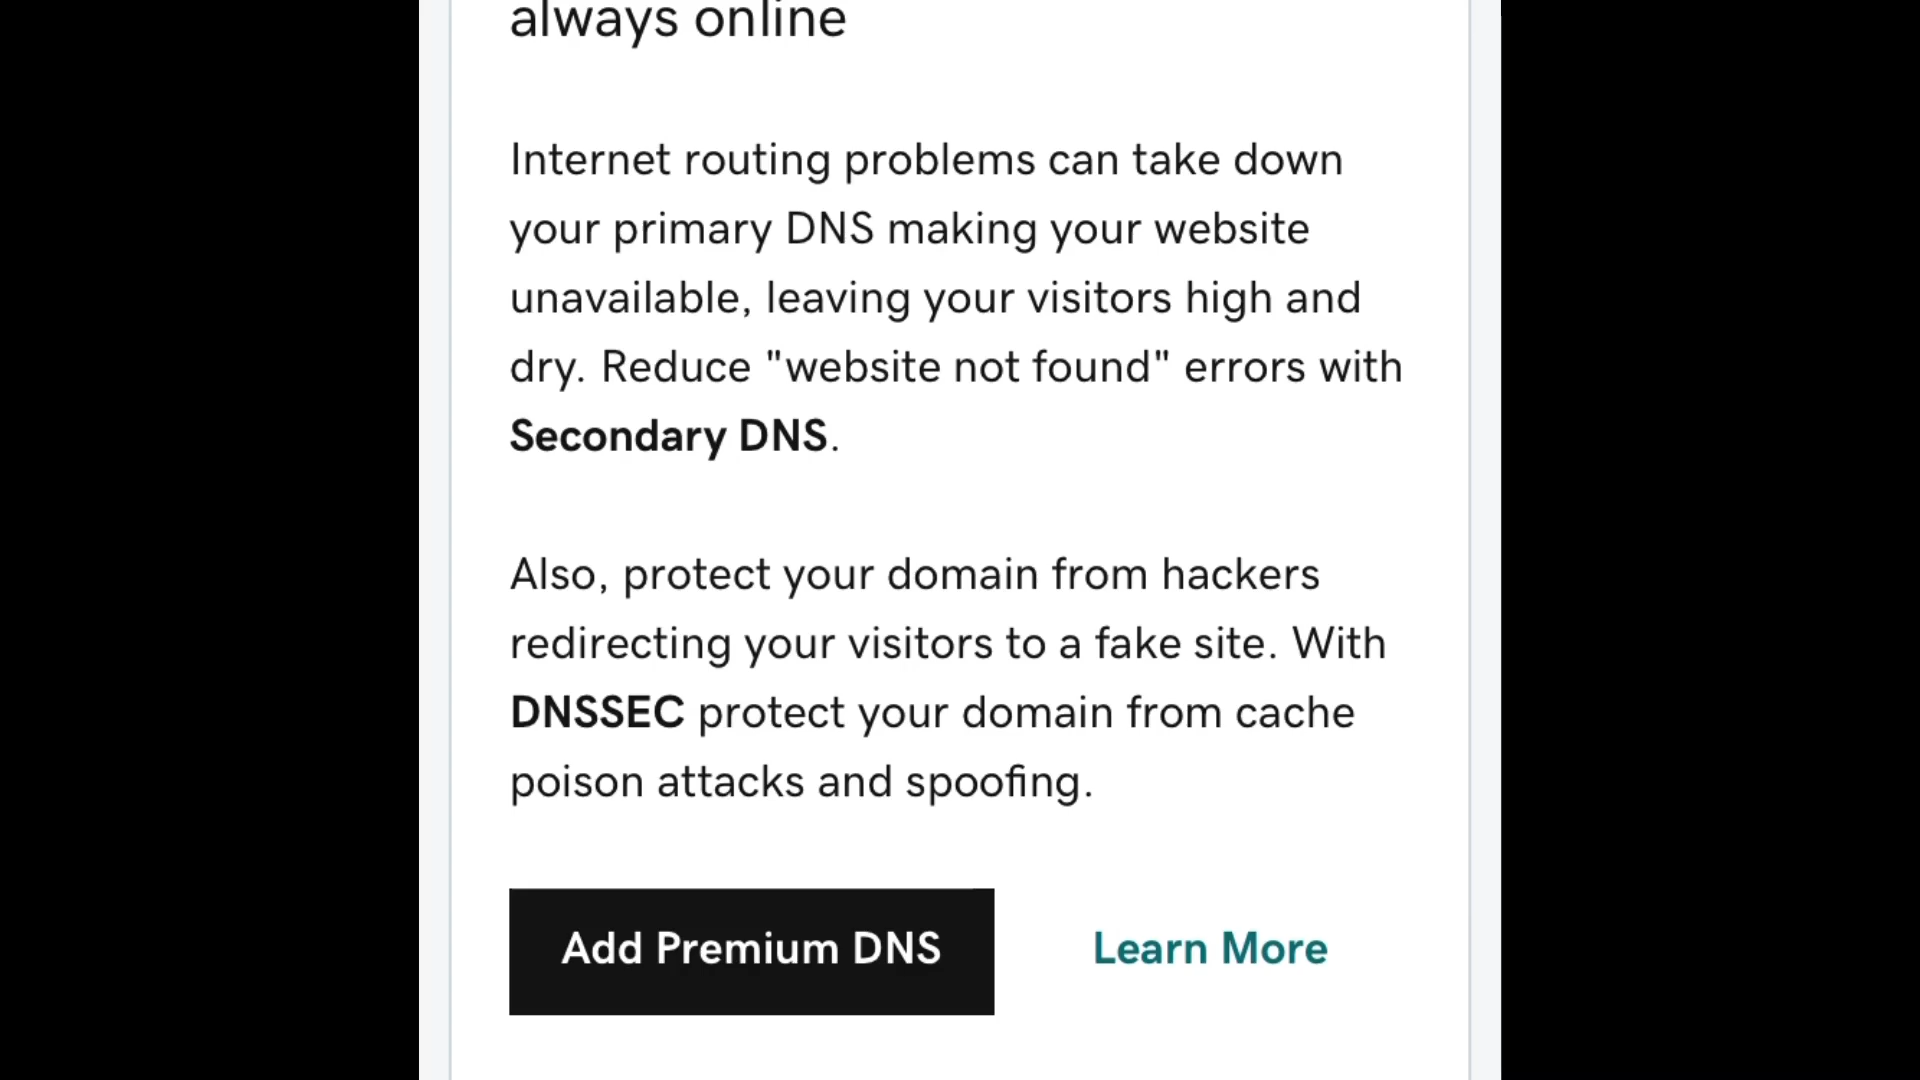 always online
Internet routing problems can take down
your primary DNS making your website
unavailable, leaving your visitors high and
dry. Reduce "website not found" errors with
Secondary DNS.
Also, protect your domain from hackers
redirecting your visitors to a fake site. With
DNSSEC protect your domain from cache
poison attacks and spoofing.
Add Premium DNS
Learn More